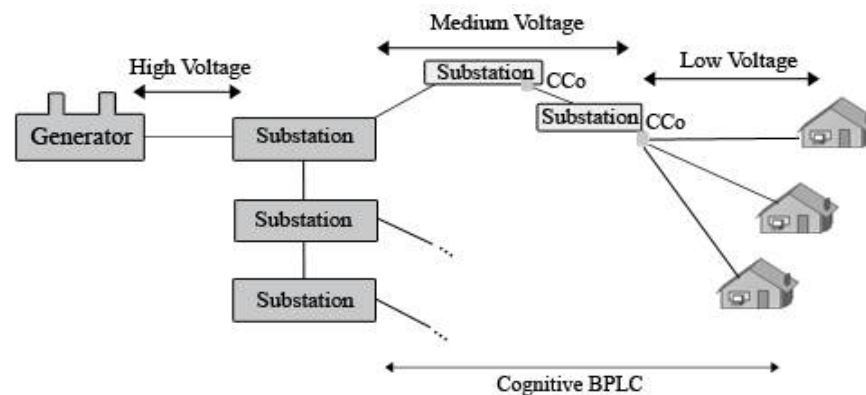 Medium Voltage
High Voltage
Substation
CCo
Low Voltage
Generator
Substation
Substation
CCo
Substation
...
Substation
...
Cognitive BPLC